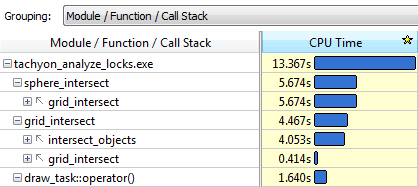 Grouping: Module / Function / Call Stack
Module / Function / Call Stack CPU Time
tachyon_analyze_locks.exe 13.367s
sphere_intersect 5.674s
grid_intersect 5.674s
grid_intersect 4.467s
intersect_objects 4.053s
grid_intersect 0.414s
draw_task::operator() 1.640s